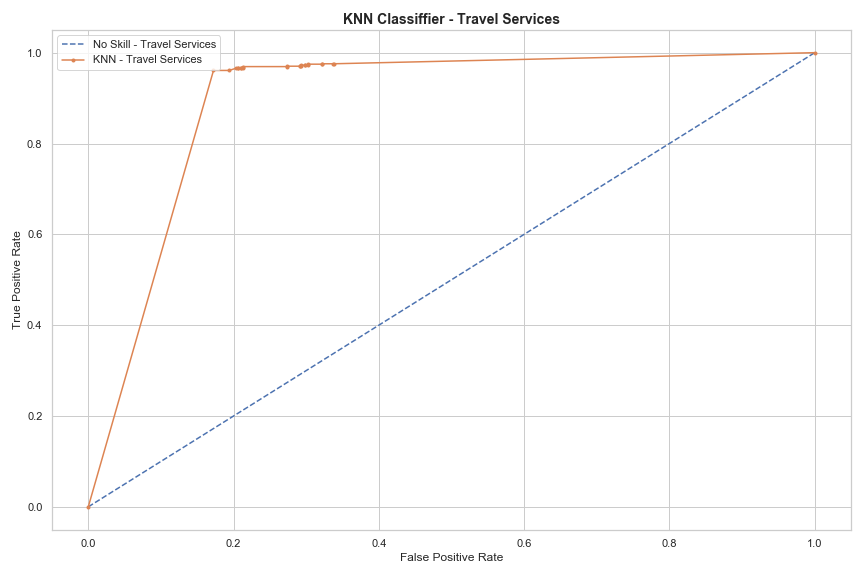 KNN Classiffier - Travel Services
No Skill - Travel Services
KNN - Travel Services
True Positive Rate
1.0
0.8
0.6
0.4
0.2
0.0
0.0 0.2 0.4 0.6 0.8 1.0
False Positive Rate